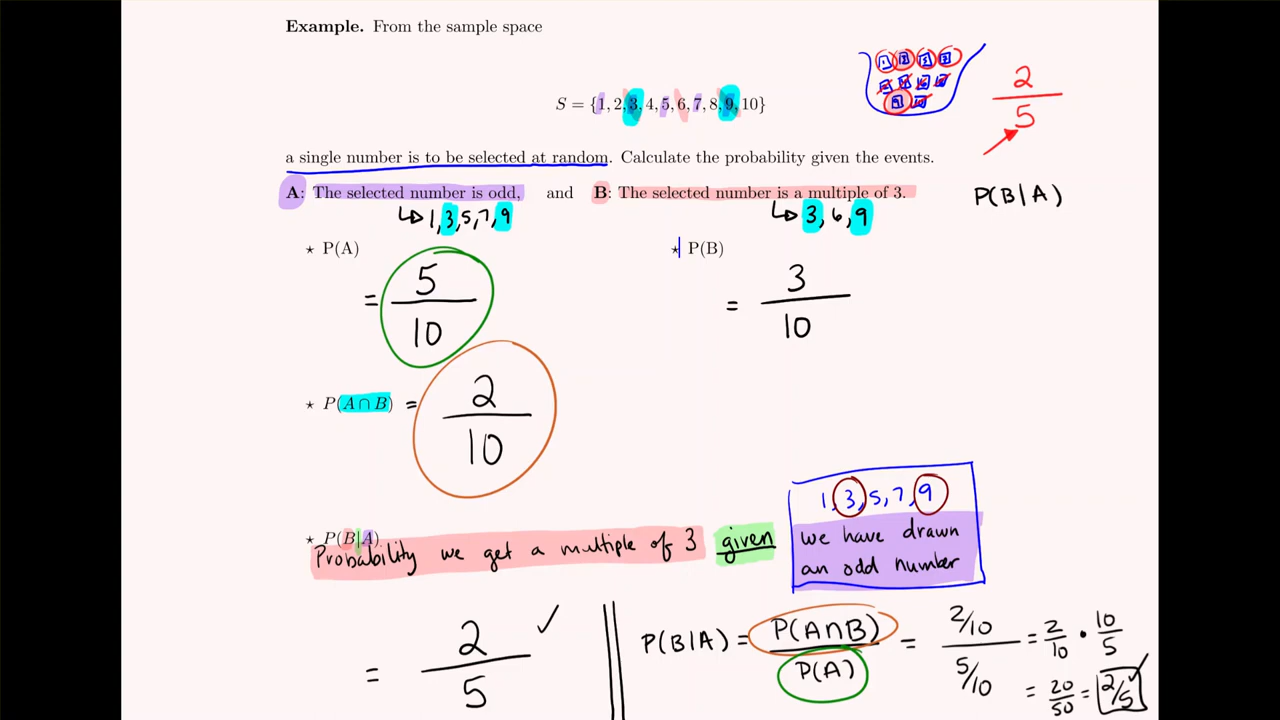 Example. From the sample space
S = {1, 2, 3, 4, 5, 6, 7, 8, 9, 10}
2
5
a single number is to be selected at random. Calculate the probability given the events.
A: The selected number is odd, and B: The selected number is a multiple of 3.
P(B|A)
↳ 1, 3, 5, 7, 9
↳ 3, 6, 9
⋆ P(A)
= 5/10
⋆ P(B)
= 3/10
⋆ P(A ∩ B) = 2/10
1, 3, 5, 7, 9
⋆ P(B|A)
Probability we get a multiple of 3 given we have drawn an odd number
= 2/5 ✓
P(B|A) = P(A∩B)/P(A) = 2/10 / 5/10 = 2/10 • 10/5
= 20/50 = 2/5 ✓